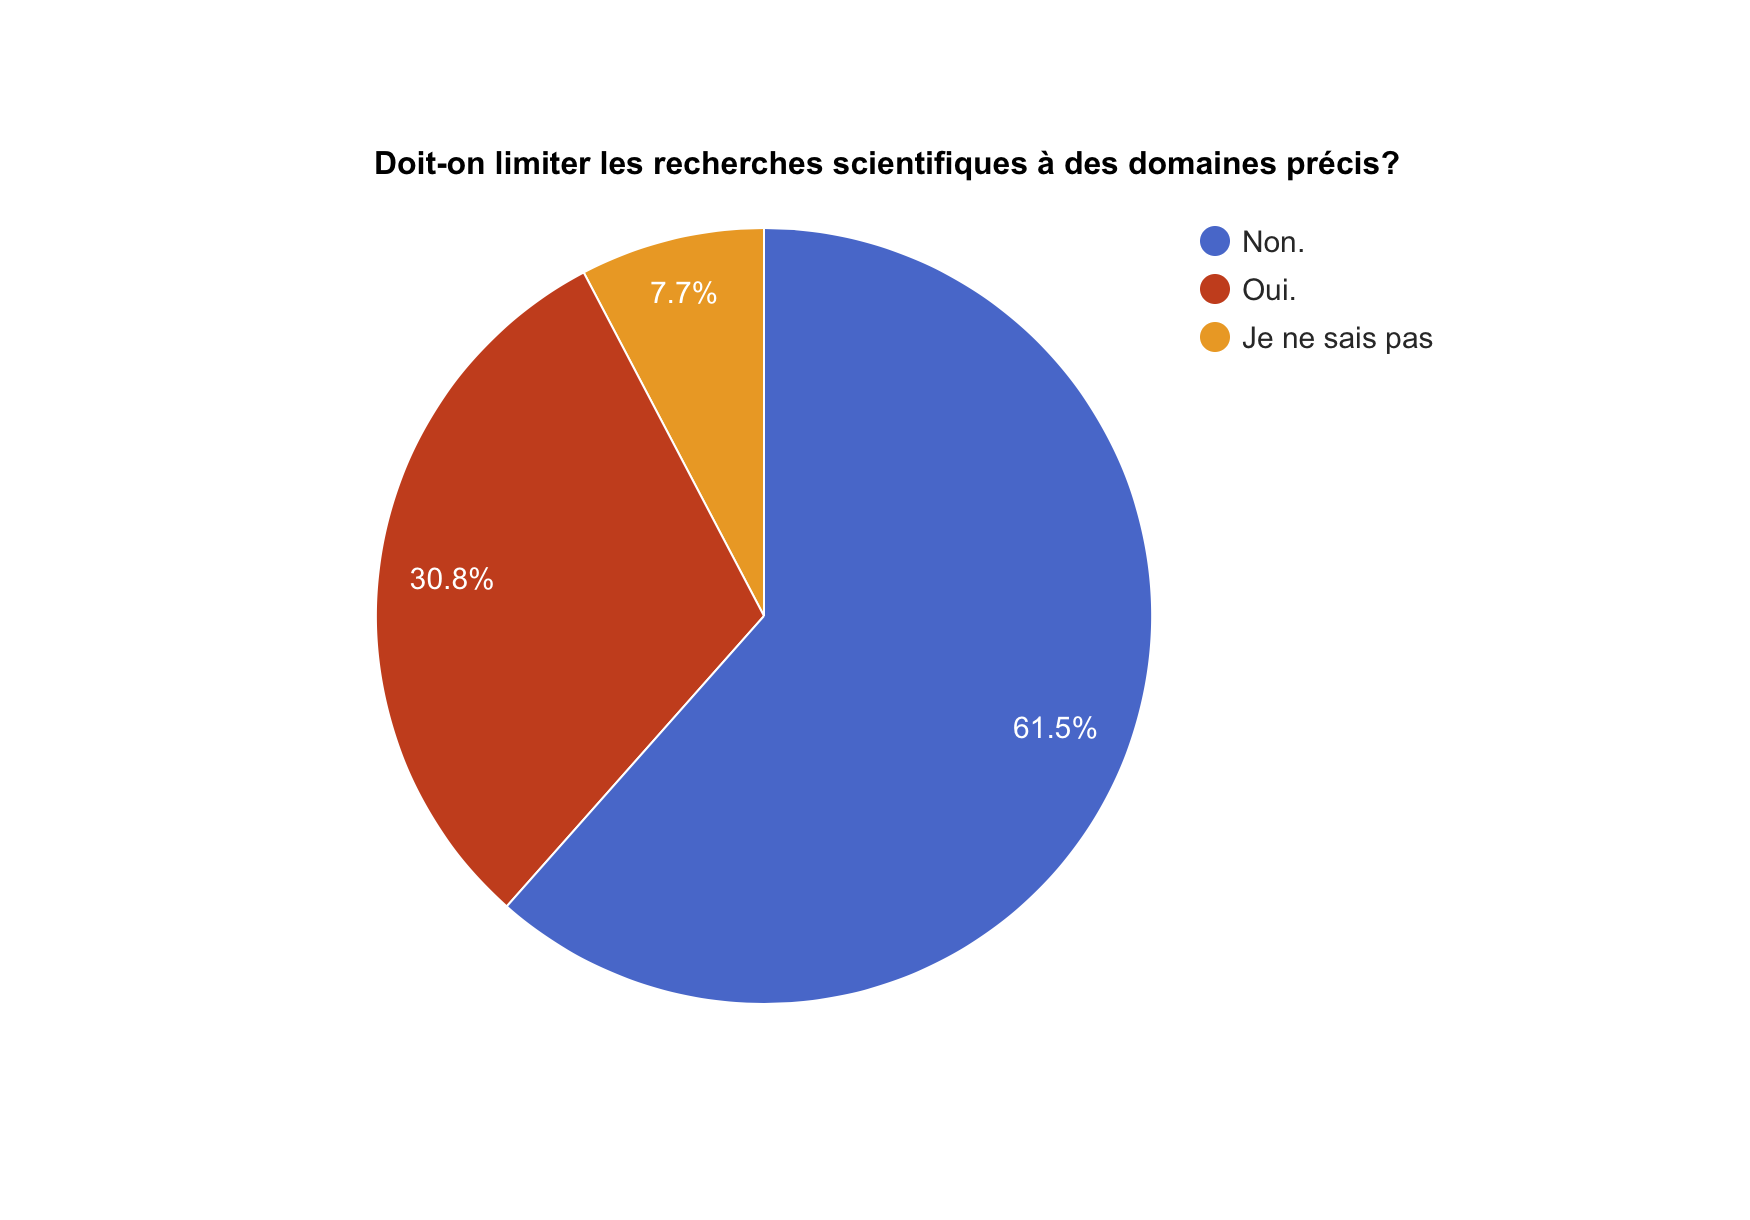 Doit-on limiter les recherches scientifiques à des domaines précis?
Non.
Oui.
Je ne sais pas
7.7%
30.8%
61.5%